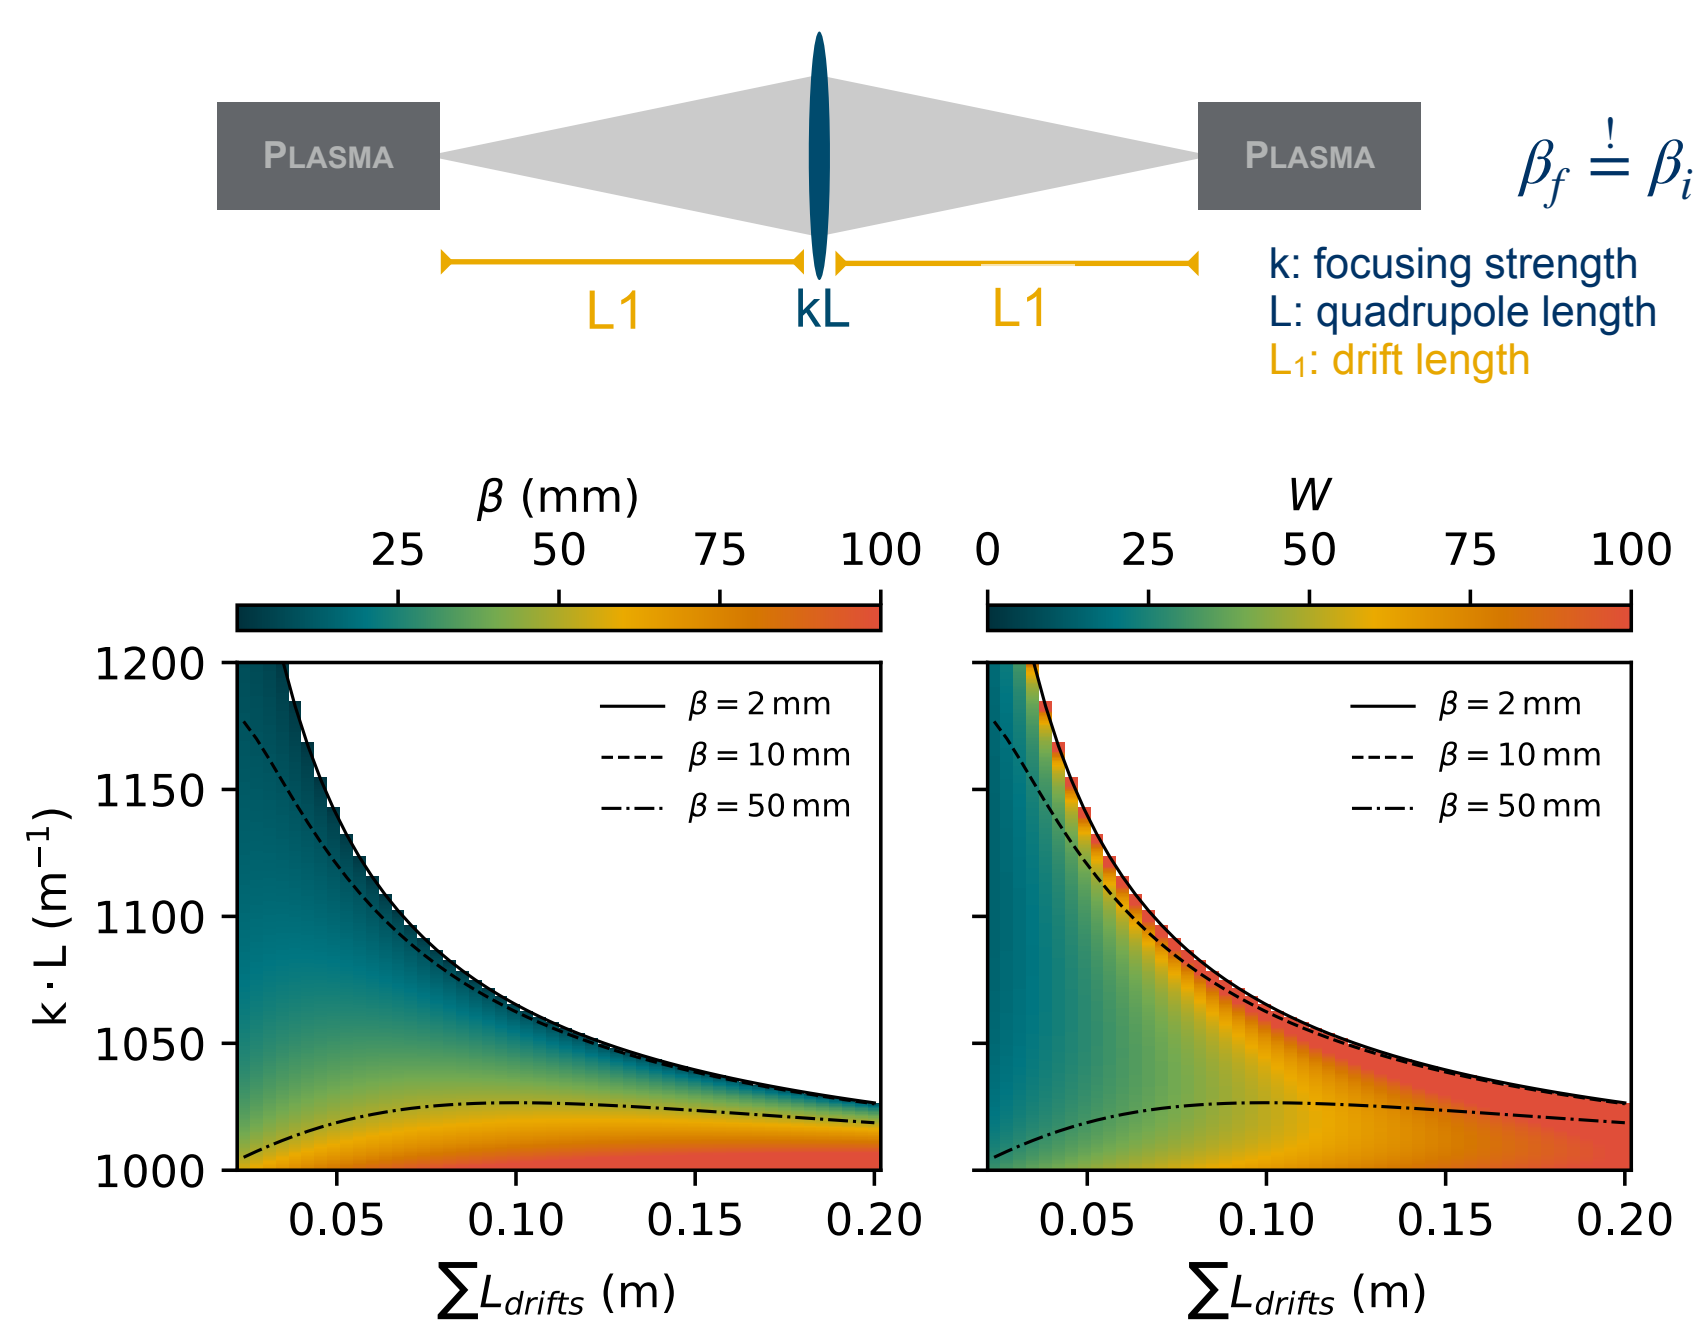 PLASMA
PLASMA
β_f =! β_i
L1
kL
L1
k: focusing strength
L: quadrupole length
L₁: drift length
β (mm)
25 50 75 100
1200
1150
1100
1050
1000
k · L (m⁻¹)
β = 2 mm
β = 10 mm
β = 50 mm
0.05 0.10 0.15 0.20
∑L_drifts (m)
W
0 25 50 75 100
β = 2 mm
β = 10 mm
β = 50 mm
0.05 0.10 0.15 0.20
∑L_drifts (m)